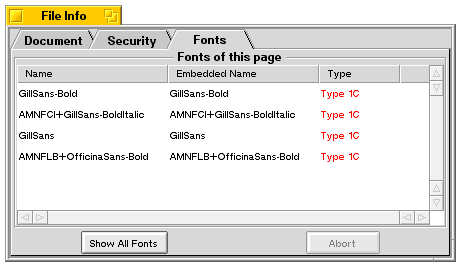 File Info
Document Security Fonts
Fonts of this page
Name Embedded Name Type
GillSans-Bold GillSans-Bold Type 1C
AMNFCI+GillSans-BoldItalic AMNFCI+GillSans-BoldItalic Type 1C
GillSans GillSans Type 1C
AMNFLB+OfficinaSans-Bold AMNFLB+OfficinaSans-Bold Type 1C
Show All Fonts Abort